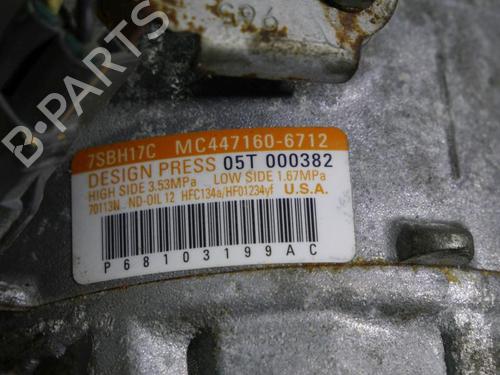 596
7SBH17C MC447160-6712
DESIGN PRESS 05T 000382
HIGH SIDE 3.53MPa LOW SIDE 1.67MPa
70113N ND-OIL 12 HFC134a/HFO1234yf U.S.A.
P68103199AC
B-PARTS